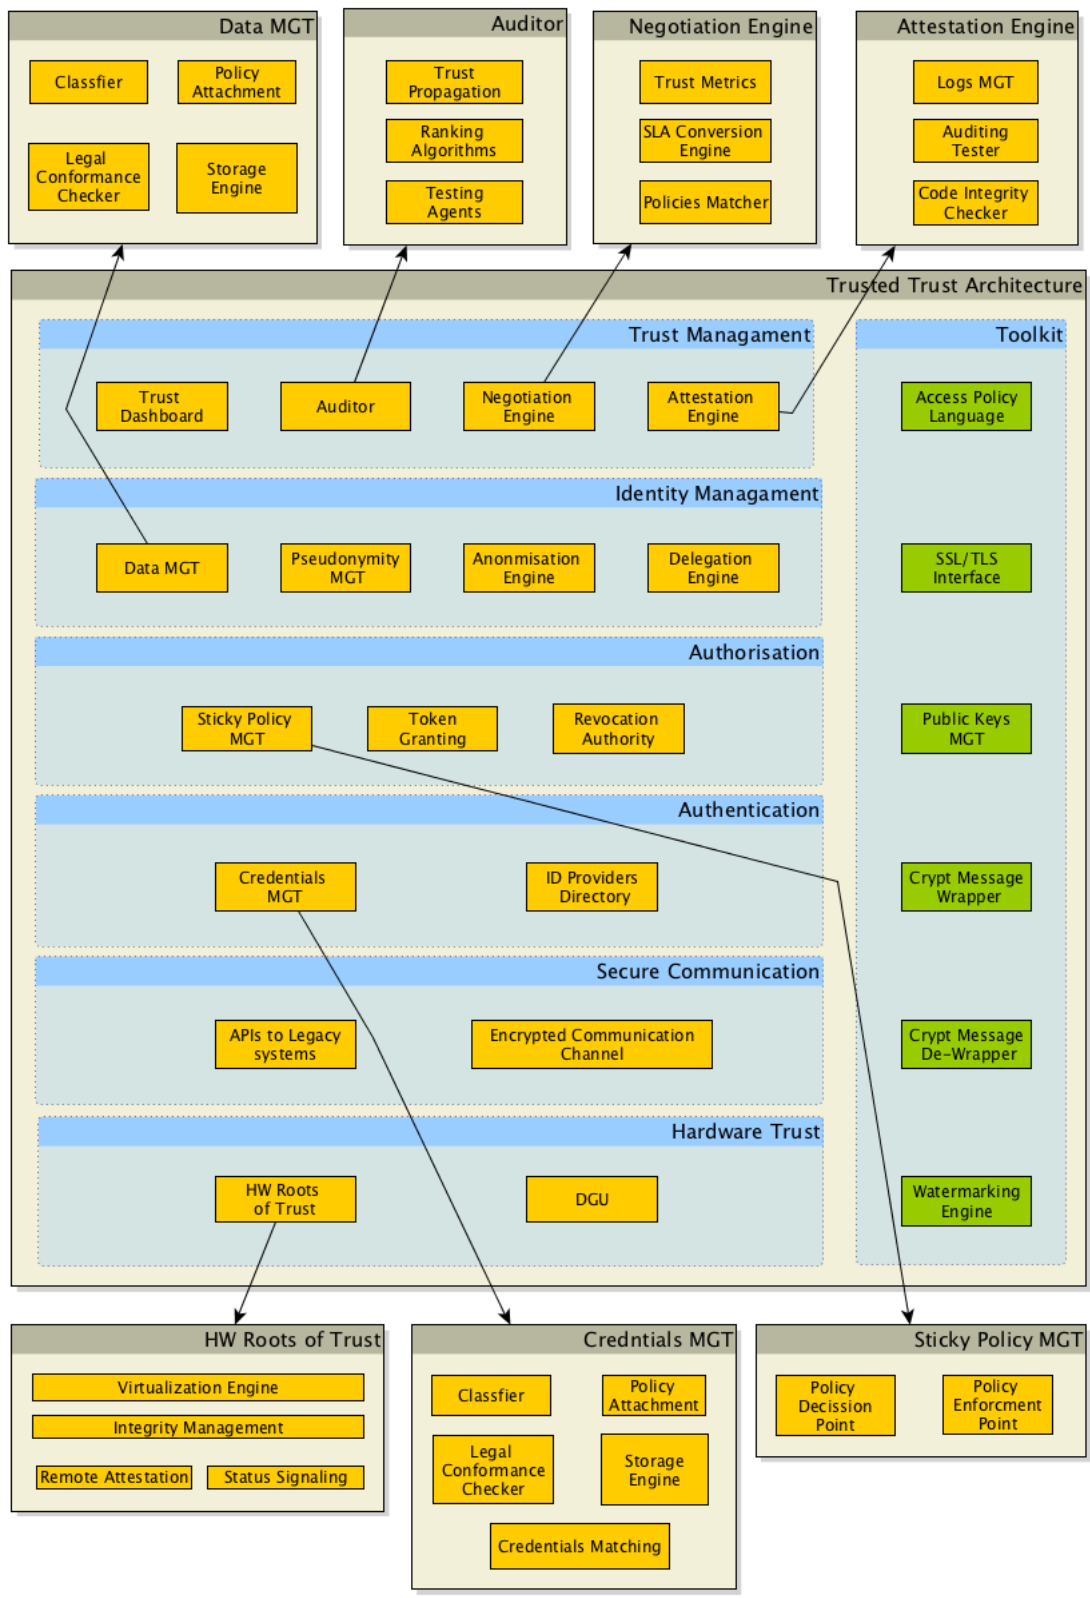 Data MGT
Classfier
Policy
Attachment
Legal
Conformance
Checker
Storage
Engine
Auditor
Trust
Propagation
Ranking
Algorithms
Testing
Agents
Negotiation Engine
Trust Metrics
SLA Conversion
Engine
Policies Matcher
Attestation Engine
Logs MGT
Auditing
Tester
Code Integrity
Checker
Trusted Trust Architecture
Trust Managament
Trust
Dashboard
Auditor
Negotiation
Engine
Attestation
Engine
Identity Managament
Data MGT
Pseudonymity
MGT
Anonmisation
Engine
Delegation
Engine
Authorisation
Sticky Policy
MGT
Token
Granting
Revocation
Authority
Authentication
Credentials
MGT
ID Providers
Directory
Secure Communication
APIs to Legacy
systems
Encrypted Communication
Channel
Hardware Trust
HW Roots
of Trust
DGU
Toolkit
Access Policy
Language
SSL/TLS
Interface
Public Keys
MGT
Crypt Message
Wrapper
Crypt Message
De-Wrapper
Watermarking
Engine
HW Roots of Trust
Virtualization Engine
Integrity Management
Remote Attestation
Status Signaling
Credntials MGT
Classfier
Policy
Attachment
Legal
Conformance
Checker
Storage
Engine
Credentials Matching
Sticky Policy MGT
Policy
Decission
Point
Policy
Enforcment
Point